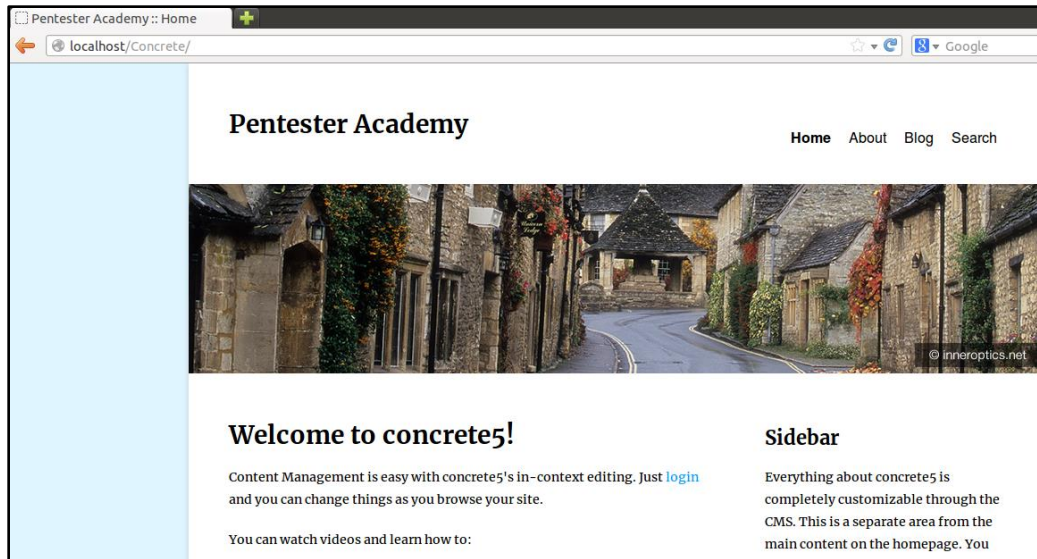 Pentester Academy :: Home
localhost/Concrete/
Google
Pentester Academy
Home About Blog Search
© inneroptics.net
Welcome to concrete5!
Content Management is easy with concrete5's in-context editing. Just login
and you can change things as you browse your site.
You can watch videos and learn how to:
Sidebar
Everything about concrete5 is
completely customizable through the
CMS. This is a separate area from the
main content on the homepage. You